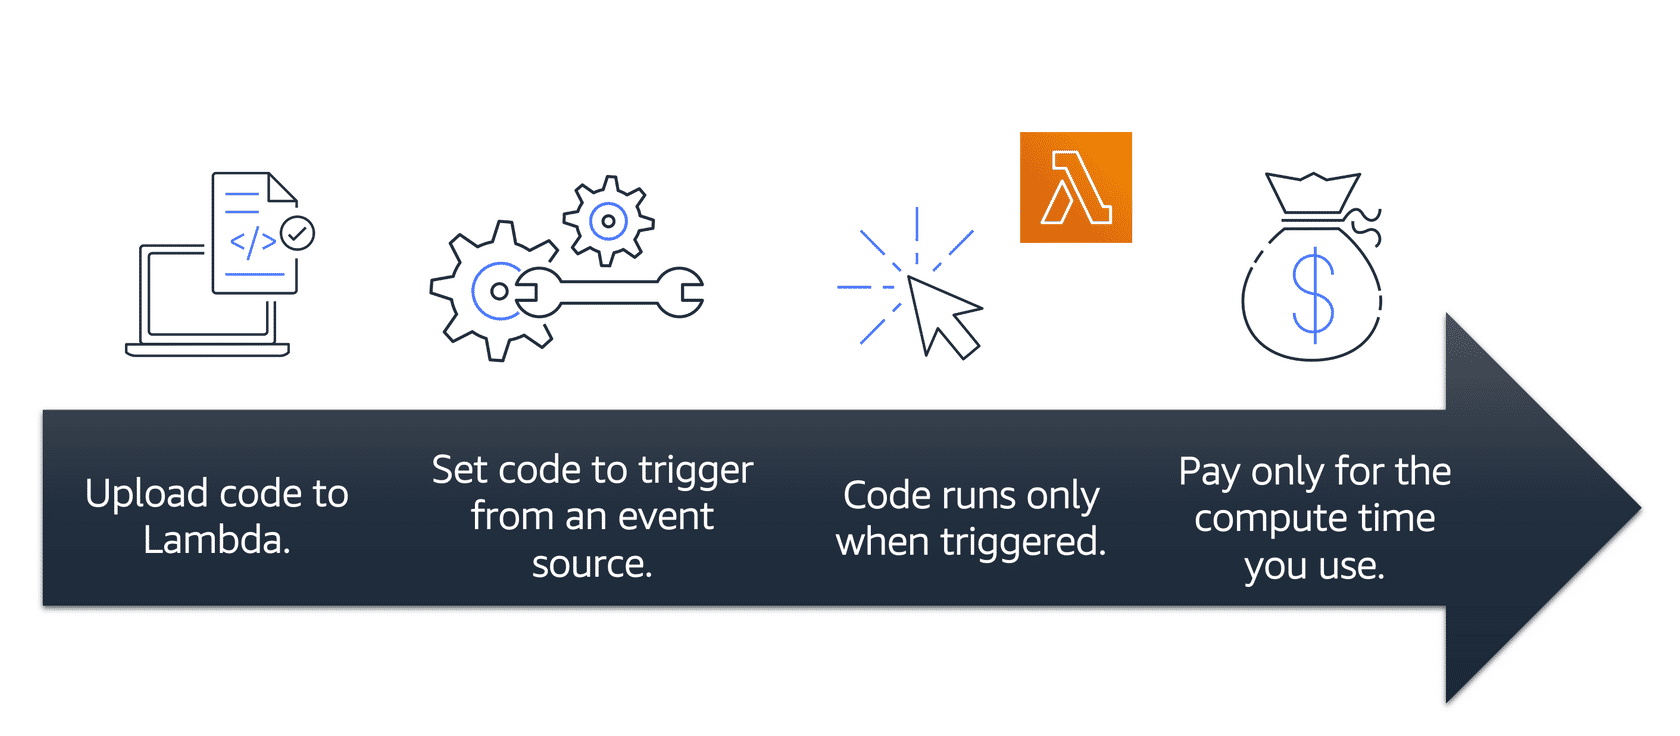 </>
$
Upload code to
Lambda.
Set code to trigger
from an event
source.
Code runs only
when triggered.
Pay only for the
compute time
you use.